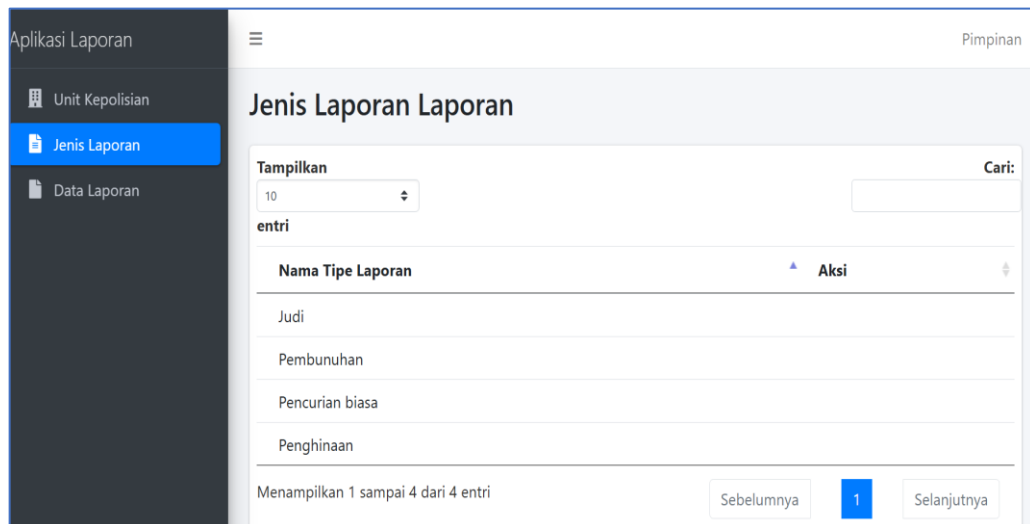 Aplikasi Laporan
Pimpinan
Unit Kepolisian
Jenis Laporan
Data Laporan
Jenis Laporan Laporan
Tampilkan
Cari:
10
entri
Nama Tipe Laporan Aksi
Judi
Pembunuhan
Pencurian biasa
Penghinaan
Menampilkan 1 sampai 4 dari 4 entri
Sebelumnya 1 Selanjutnya